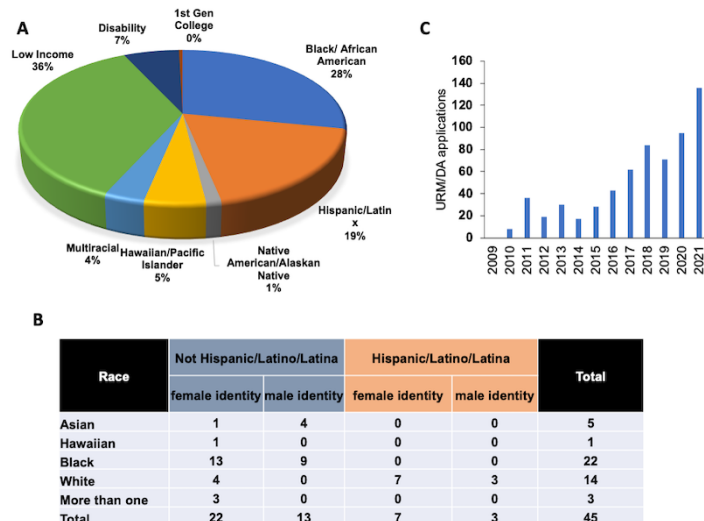 A
1st Gen
College
0%
Disability
7%
Low Income
36%
Black/ African
American
28%
Hispanic/Latin
x
19%
Native
American/Alaskan
Native
1%
Hawaiian/Pacific
Islander
5%
Multiracial
4%
C
URM/DA applications
160
140
120
100
80
60
40
20
0
2009
2010
2011
2012
2013
2014
2015
2016
2017
2018
2019
2020
2021
B
Race
Not Hispanic/Latino/Latina
Hispanic/Latino/Latina
Total
female identity male identity female identity male identity
Asian 1 4 0 0 5
Hawaiian 1 0 0 0 1
Black 13 9 0 0 22
White 4 0 7 3 14
More than one 3 0 0 0 3
Total 22 13 7 3 45